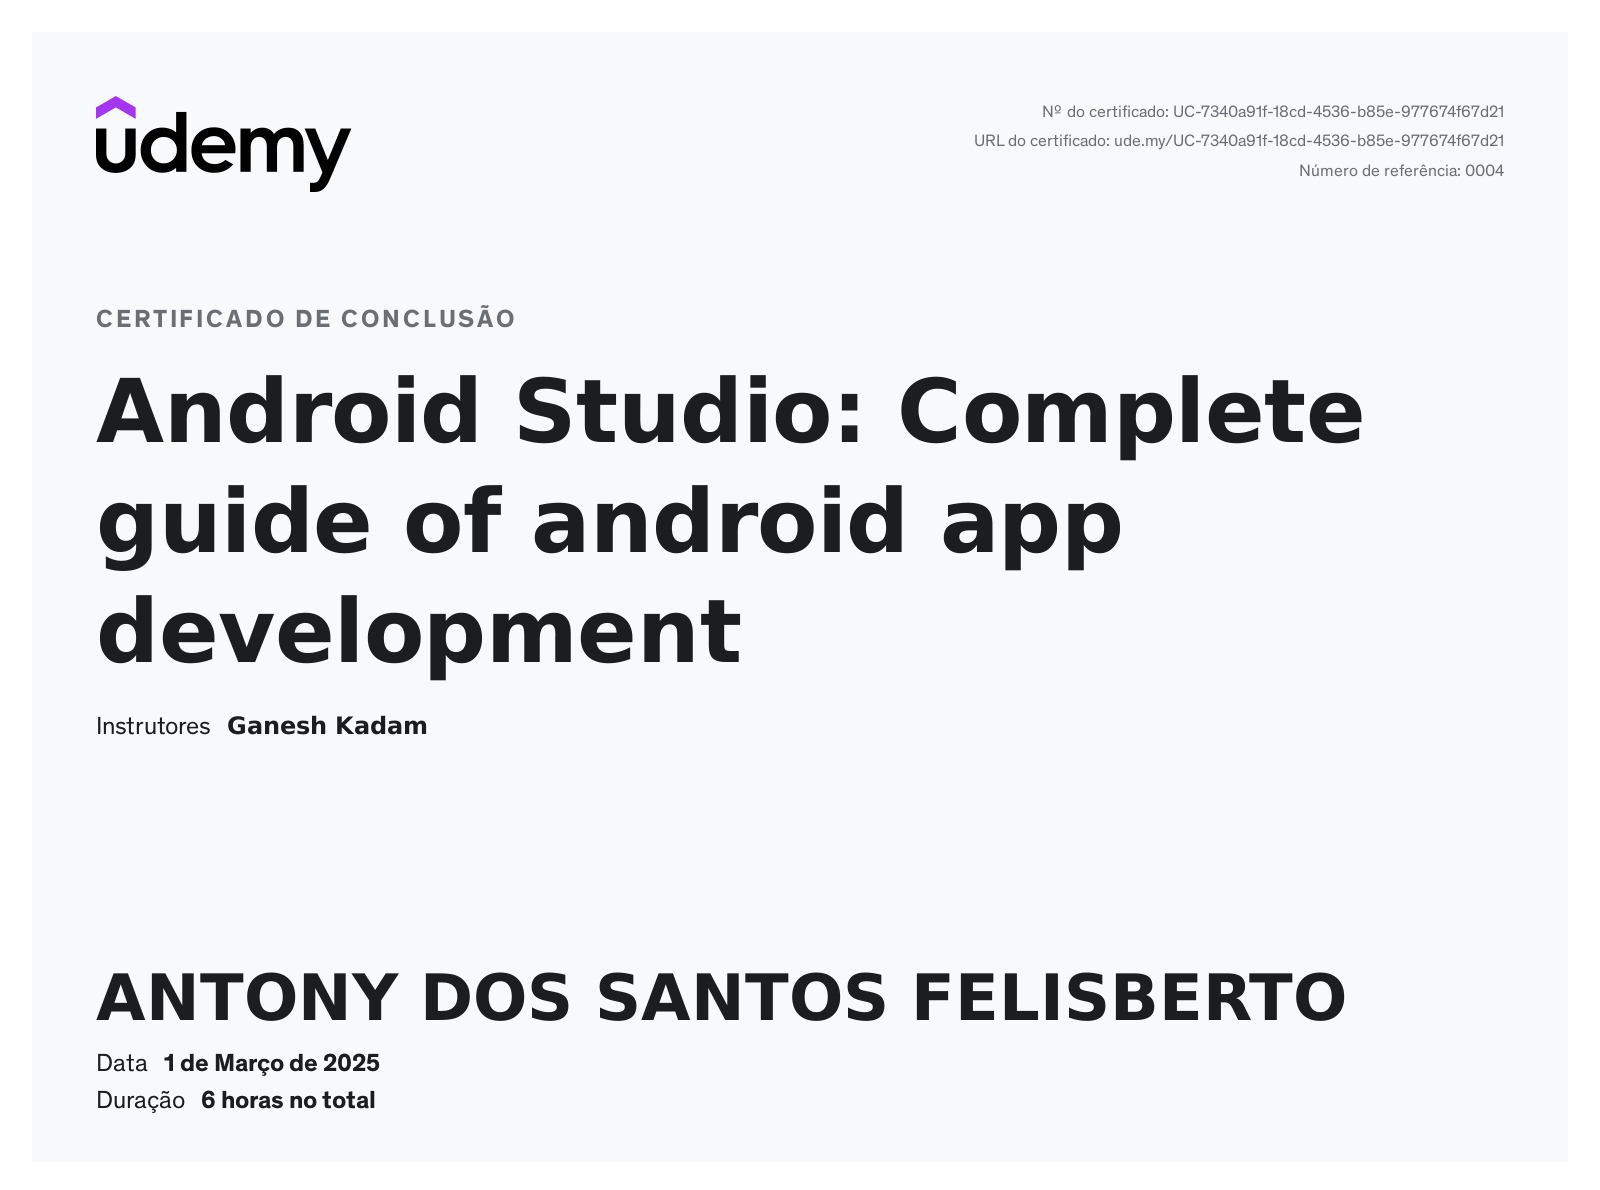 udemy
Nº do certificado: UC-7340a91f-18cd-4536-b85e-977674f67d21
URL do certificado: ude.my/UC-7340a91f-18cd-4536-b85e-977674f67d21
Número de referência: 0004
CERTIFICADO DE CONCLUSÃO
Android Studio: Complete
guide of android app
development
Instrutores Ganesh Kadam
ANTONY DOS SANTOS FELISBERTO
Data 1 de Março de 2025
Duração 6 horas no total